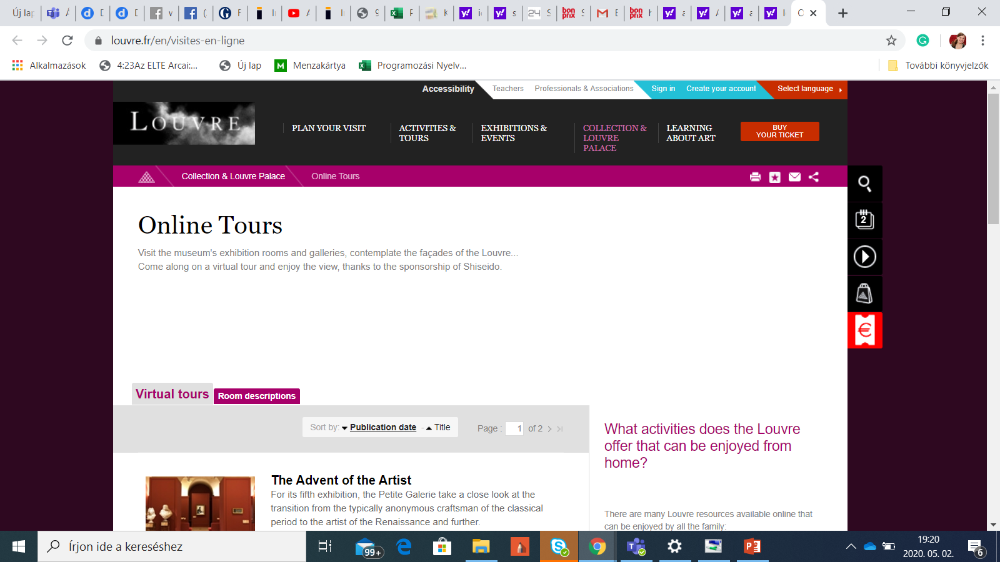 Új lap
louvre.fr/en/visites-en-ligne
Alkalmazások
4:23Az ELTE Arcai:...
Új lap
Menzakártya
Programozási Nyelv...
További könyvjelzők
Accessibility
Teachers
Professionals & Associations
Sign in
Create your account
Select language
LOUVRE
PLAN YOUR VISIT
ACTIVITIES &
TOURS
EXHIBITIONS &
EVENTS
COLLECTION &
LOUVRE
PALACE
LEARNING
ABOUT ART
BUY
YOUR TICKET
Collection & Louvre Palace
Online Tours
2
Online Tours
Visit the museum's exhibition rooms and galleries, contemplate the façades of the Louvre...
Come along on a virtual tour and enjoy the view, thanks to the sponsorship of Shiseido.
€
Virtual tours
Room descriptions
Sort by: Publication date - Title
Page : 1 of 2
What activities does the Louvre
offer that can be enjoyed from
home?
The Advent of the Artist
For its fifth exhibition, the Petite Galerie take a close look at the
transition from the typically anonymous craftsman of the classical
period to the artist of the Renaissance and further.
There are many Louvre resources available online that
can be enjoyed by all the family:
Írjon ide a kereséshez
99+
19:20
2020. 05. 02.
6